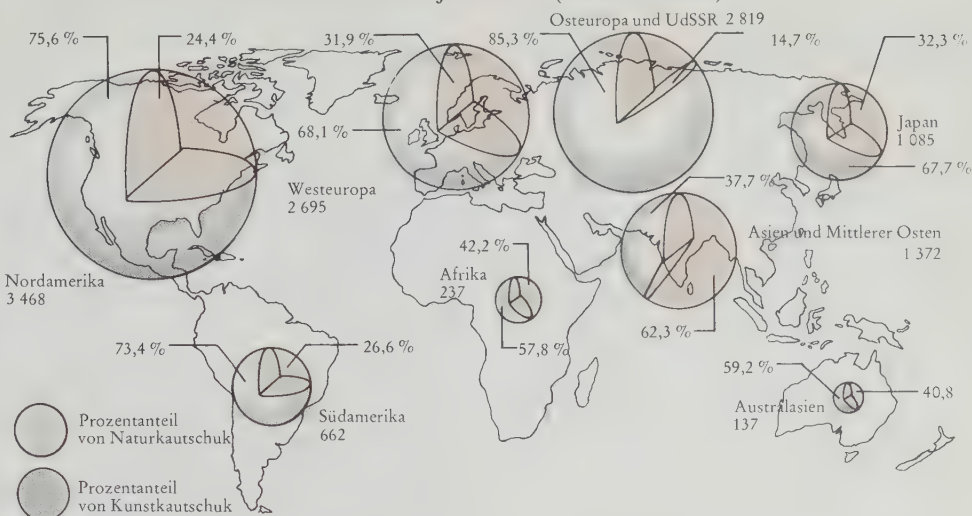 Osteuropa und UdSSR 2 819
75,6 %
24,4 %
31,9 %
85,3 %
14,7 %
32,3 %
68,1 %
Japan
1 085
67,7 %
Westeuropa
2 695
37,7 %
Asien und Mittlerer Osten
1 372
Nordamerika
3 468
42,2 %
Afrika
237
57,8 %
62,3 %
73,4 %
26,6 %
Südamerika
662
59,2 %
40,8
Australasien
137
Prozentanteil
von Naturkautschuk
Prozentanteil
von Kunstkautschuk